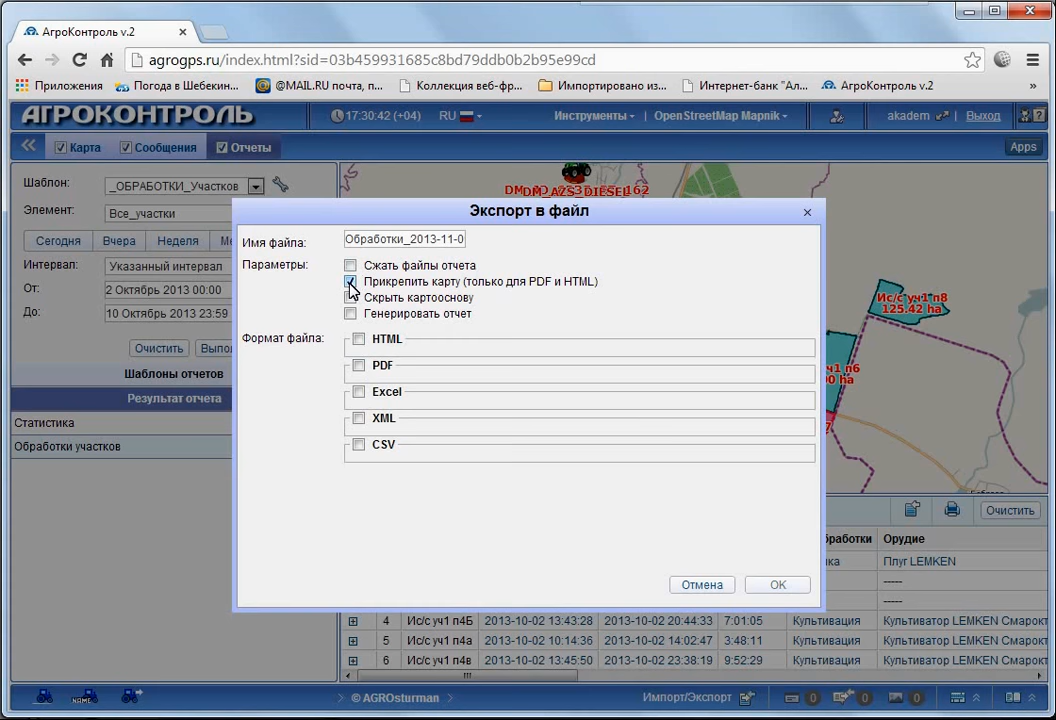 АгроКонтроль v.2
agrogps.ru/index.html?sid=03b459931685c8bd79ddb0b2b95e99cd
Приложения Погода в Шебекин... @MAIL.RU почта, п... Коллекция веб-фр... Импортировано из... Интернет-банк "Ал... АгроКонтроль v.2 »
АГРОКОНТРОЛЬ 17:30:42 (+04) RU Инструменты OpenStreetMap Mapnik akadem Выход
Карта Сообщения Отчеты Apps
Шаблон: _ОБРАБОТКИ_Участков
Элемент: Все_участки
Сегодня Вчера Неделя
Интервал: Указанный интервал
От: 2 Октябрь 2013 00:00
До: 10 Октябрь 2013 23:59
Очистить
Шаблоны отчетов
Результат отчета
Статистика
Обработки участков
Экспорт в файл
Имя файла: Обработки_2013-11-0
Параметры: Сжать файлы отчета
Прикрепить карту (только для PDF и HTML)
Скрыть картооснову
Генерировать отчет
Формат файла: HTML
PDF
Excel
XML
CSV
Отмена OK
Ис/с уч1 п8
125.42 ha
Очистить
Орудие
Плуг LEMKEN
-----
-----
4 Ис/с уч1 п4Б 2013-10-02 13:43:28 2013-10-02 20:44:33 7:01:05 Культивация Культиватор LEMKEN Смарокт
5 Ис/с уч1 п4а 2013-10-02 10:14:36 2013-10-02 14:02:47 3:48:11 Культивация Культиватор LEMKEN Смарокт
6 Ис/с уч1 п4в 2013-10-02 13:45:50 2013-10-02 23:38:19 9:52:29 Культивация Культиватор LEMKEN Смарокт
NAME © AGROsturman Импорт/Экспорт 0 0 0